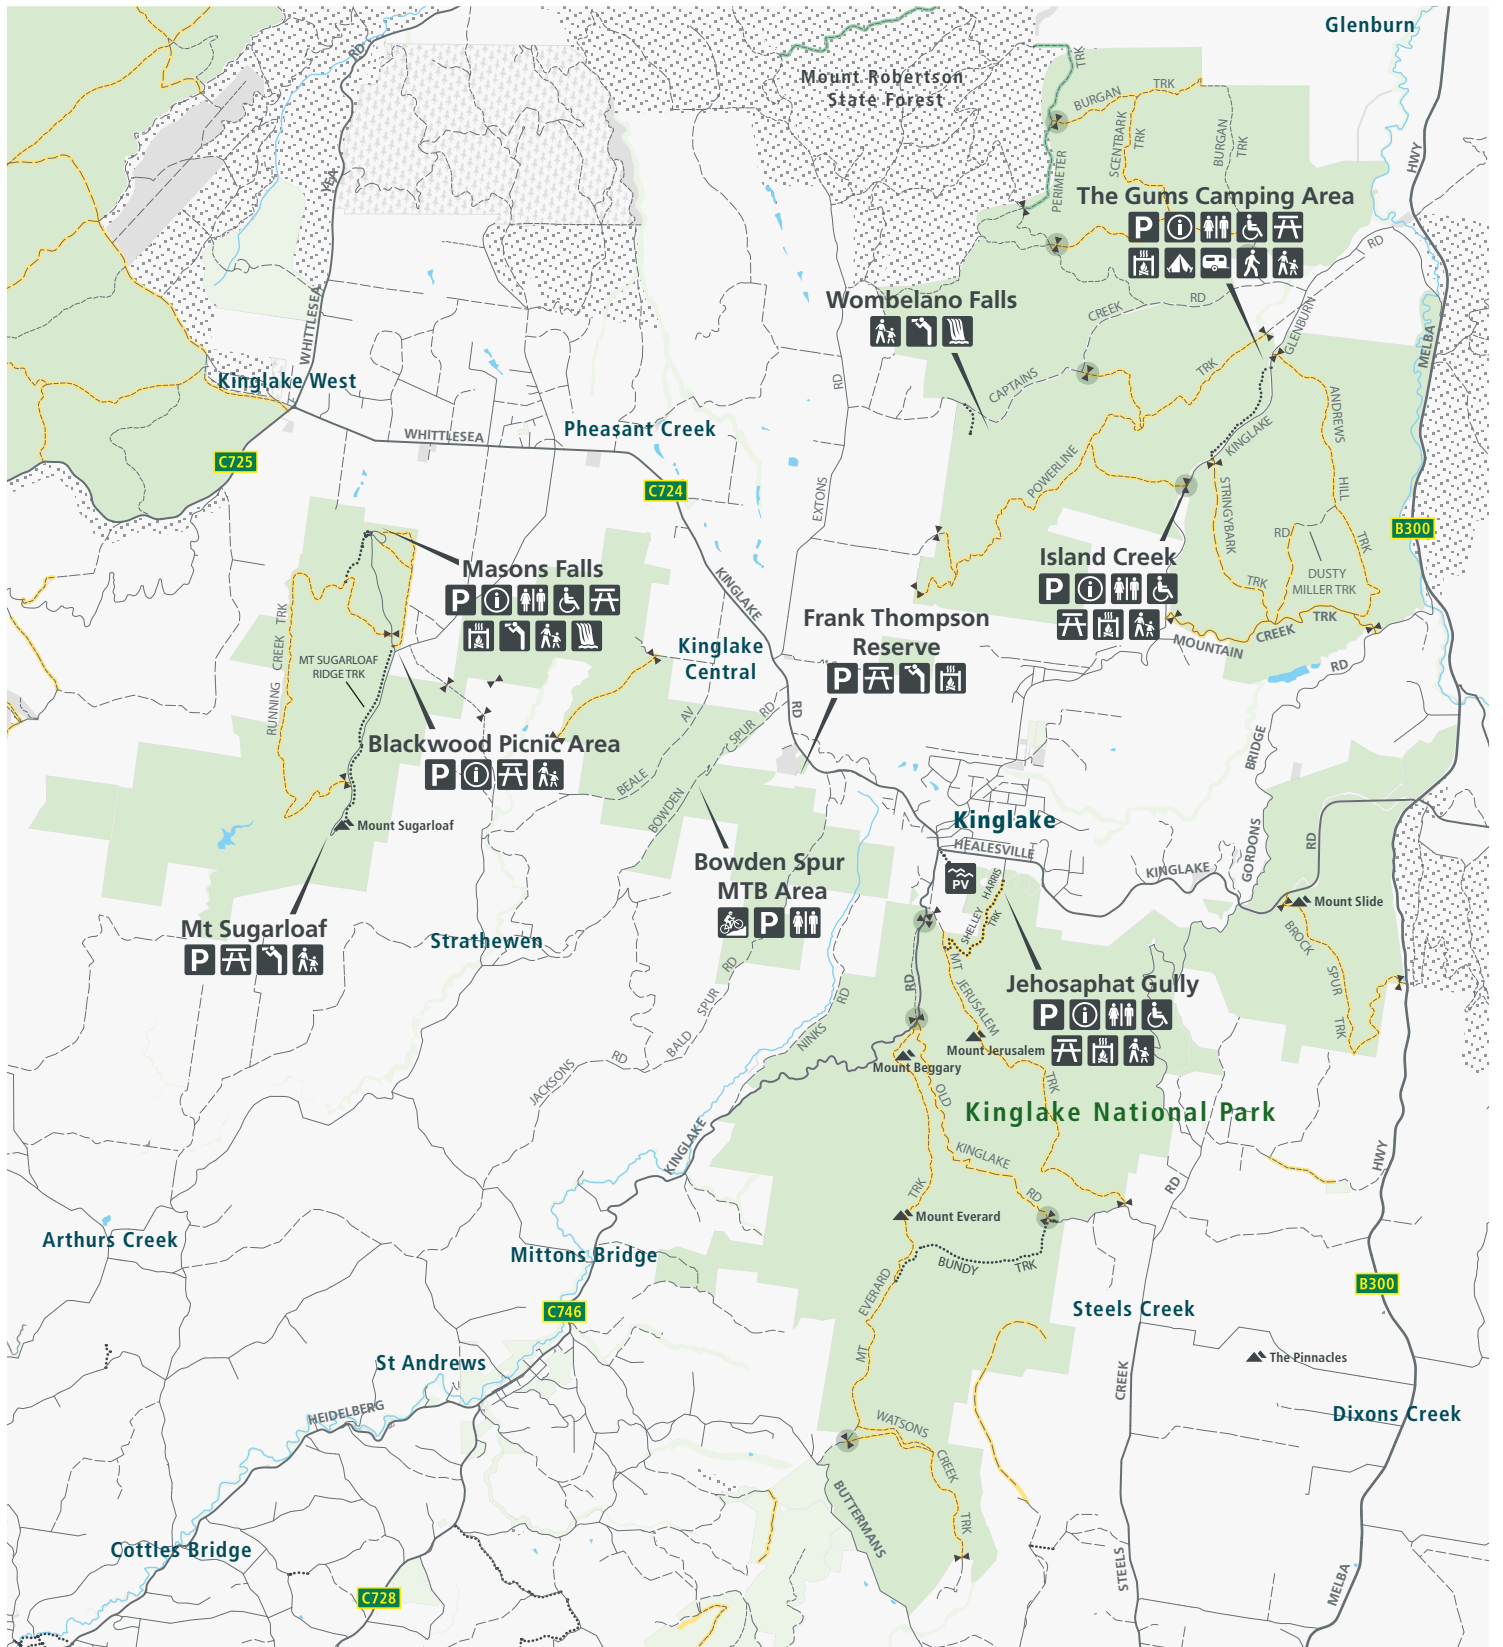 Glenburn
RD
Mount Robertson
State Forest
TRK
BURGAN
TRK
SCENTBARK
TRK
BURGAN
TRK
HWY
PERIMETER
YEA
The Gums Camping Area
P
RD
WHITTLESEA
Wombelano Falls
CREEK
RD
GLENBURN
MELBA
Kinglake West
RD
CAPTAINS
TRK
ANDREWS
WHITTLESEA
Pheasant Creek
KINGLAKE
C725
C724
EXTONS
POWERLINE
HILL
STRINGYBARK
B300
RD
TRK
Masons Falls
P
Island Creek
P
DUSTY
MILLER TRK
KINGLAKE
TRK
RUNNING CREEK TRK
Frank Thompson
Reserve
P
TRK
CREEK
MOUNTAIN
Kinglake
Central
MT SUGARLOAF
RIDGE TRK
RD
RD
RD
AV
SPUR
BRIDGE
Blackwood Picnic Area
P
BEALE
BOWDEN
Mount Sugarloaf
Kinglake
RD
GORDONS
HEALESVILLE
Bowden Spur
MTB Area
P
KINGLAKE
PV
HARRIS
SHELLEY
TRK
Mount Slide
Mt Sugarloaf
P
Strathewen
BROCK
SPUR
TRK
MT
JERUSALEM
TRK
RD
RD
SPUR
BALD
RD
NINKS
Jehosaphat Gully
P
Mount Jerusalem
Mount Beggary
RD
JACKSONS
OLD
Kinglake National Park
KINGLAKE
KINGLAKE
RD
HWY
RD
TRK
Mount Everard
Arthurs Creek
Mittons Bridge
BUNDY
TRK
B300
EVERARD
C746
Steels Creek
MT
The Pinnacles
St Andrews
CREEK
HEIDELBERG
WATSONS
CREEK
TRK
Dixons Creek
BUTTERMANS
Cottles Bridge
STEELS
MELBA
C728